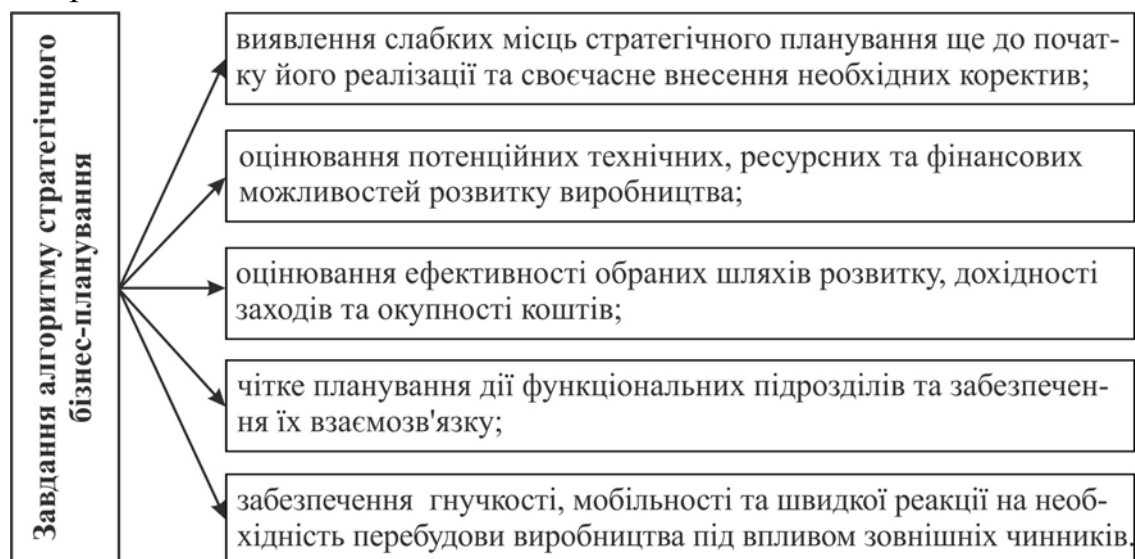 Завдання алгоритму стратегічного
бізнес-планування
виявлення слабких місць стратегічного планування ще до почат-
ку його реалізації та своєчасне внесення необхідних коректив;
оцінювання потенційних технічних, ресурсних та фінансових
можливостей розвитку виробництва;
оцінювання ефективності обраних шляхів розвитку, дохідності
заходів та окупності коштів;
чітке планування дії функціональних підрозділів та забезпечен-
ня їх взаємозв'язку;
забезпечення гнучкості, мобільності та швидкої реакції на необ-
хідність перебудови виробництва під впливом зовнішніх чинників.